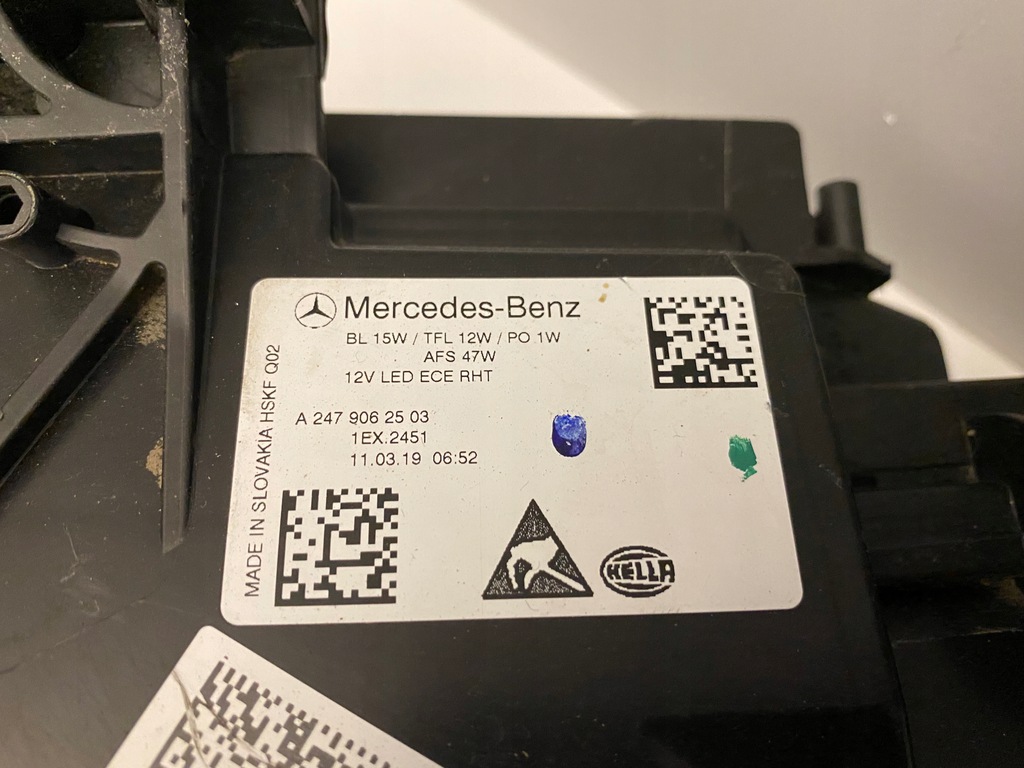 Mercedes-Benz
BL 15W / TFL 12W / PO 1W
AFS 47W
12V LED ECE RHT
A 247 906 25 03
1EX.2451
11.03.19 06:52
MADE IN SLOVAKIA HSKF Q02
HELLA